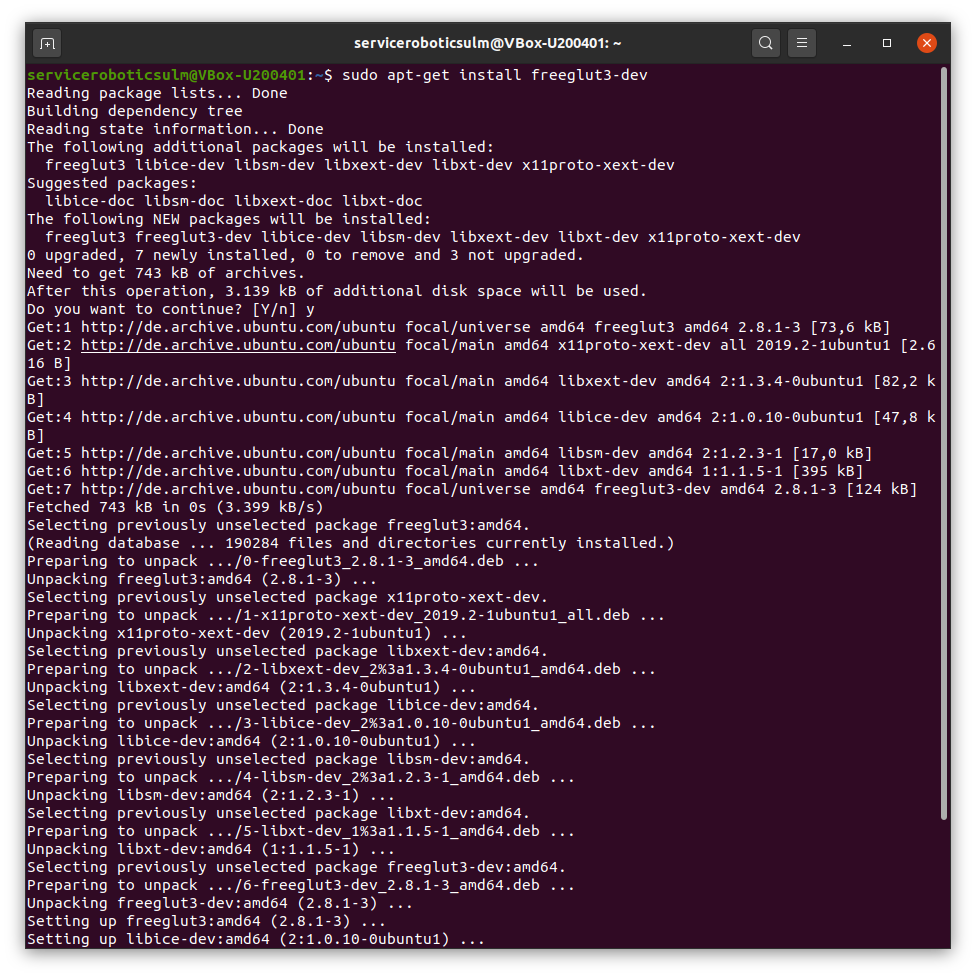 serviceroboticsulm@VBox-U200401: ~
serviceroboticsulm@VBox-U200401:~$ sudo apt-get install freeglut3-dev
Reading package lists... Done
Building dependency tree
Reading state information... Done
The following additional packages will be installed:
  freeglut3 libice-dev libsm-dev libxext-dev libxt-dev x11proto-xext-dev
Suggested packages:
  libice-doc libsm-doc libxext-doc libxt-doc
The following NEW packages will be installed:
  freeglut3 freeglut3-dev libice-dev libsm-dev libxext-dev libxt-dev x11proto-xext-dev
0 upgraded, 7 newly installed, 0 to remove and 3 not upgraded.
Need to get 743 kB of archives.
After this operation, 3.139 kB of additional disk space will be used.
Do you want to continue? [Y/n] y
Get:1 http://de.archive.ubuntu.com/ubuntu focal/universe amd64 freeglut3 amd64 2.8.1-3 [73,6 kB]
Get:2 http://de.archive.ubuntu.com/ubuntu focal/main amd64 x11proto-xext-dev all 2019.2-1ubuntu1 [2.6
16 B]
Get:3 http://de.archive.ubuntu.com/ubuntu focal/main amd64 libxext-dev amd64 2:1.3.4-0ubuntu1 [82,2 k
B]
Get:4 http://de.archive.ubuntu.com/ubuntu focal/main amd64 libice-dev amd64 2:1.0.10-0ubuntu1 [47,8 k
B]
Get:5 http://de.archive.ubuntu.com/ubuntu focal/main amd64 libsm-dev amd64 2:1.2.3-1 [17,0 kB]
Get:6 http://de.archive.ubuntu.com/ubuntu focal/main amd64 libxt-dev amd64 1:1.1.5-1 [395 kB]
Get:7 http://de.archive.ubuntu.com/ubuntu focal/universe amd64 freeglut3-dev amd64 2.8.1-3 [124 kB]
Fetched 743 kB in 0s (3.399 kB/s)
Selecting previously unselected package freeglut3:amd64.
(Reading database ... 190284 files and directories currently installed.)
Preparing to unpack .../0-freeglut3_2.8.1-3_amd64.deb ...
Unpacking freeglut3:amd64 (2.8.1-3) ...
Selecting previously unselected package x11proto-xext-dev.
Preparing to unpack .../1-x11proto-xext-dev_2019.2-1ubuntu1_all.deb ...
Unpacking x11proto-xext-dev (2019.2-1ubuntu1) ...
Selecting previously unselected package libxext-dev:amd64.
Preparing to unpack .../2-libxext-dev_2%3a1.3.4-0ubuntu1_amd64.deb ...
Unpacking libxext-dev:amd64 (2:1.3.4-0ubuntu1) ...
Selecting previously unselected package libice-dev:amd64.
Preparing to unpack .../3-libice-dev_2%3a1.0.10-0ubuntu1_amd64.deb ...
Unpacking libice-dev:amd64 (2:1.0.10-0ubuntu1) ...
Selecting previously unselected package libsm-dev:amd64.
Preparing to unpack .../4-libsm-dev_2%3a1.2.3-1_amd64.deb ...
Unpacking libsm-dev:amd64 (2:1.2.3-1) ...
Selecting previously unselected package libxt-dev:amd64.
Preparing to unpack .../5-libxt-dev_1%3a1.1.5-1_amd64.deb ...
Unpacking libxt-dev:amd64 (1:1.1.5-1) ...
Selecting previously unselected package freeglut3-dev:amd64.
Preparing to unpack .../6-freeglut3-dev_2.8.1-3_amd64.deb ...
Unpacking freeglut3-dev:amd64 (2.8.1-3) ...
Setting up freeglut3:amd64 (2.8.1-3) ...
Setting up libice-dev:amd64 (2:1.0.10-0ubuntu1) ...